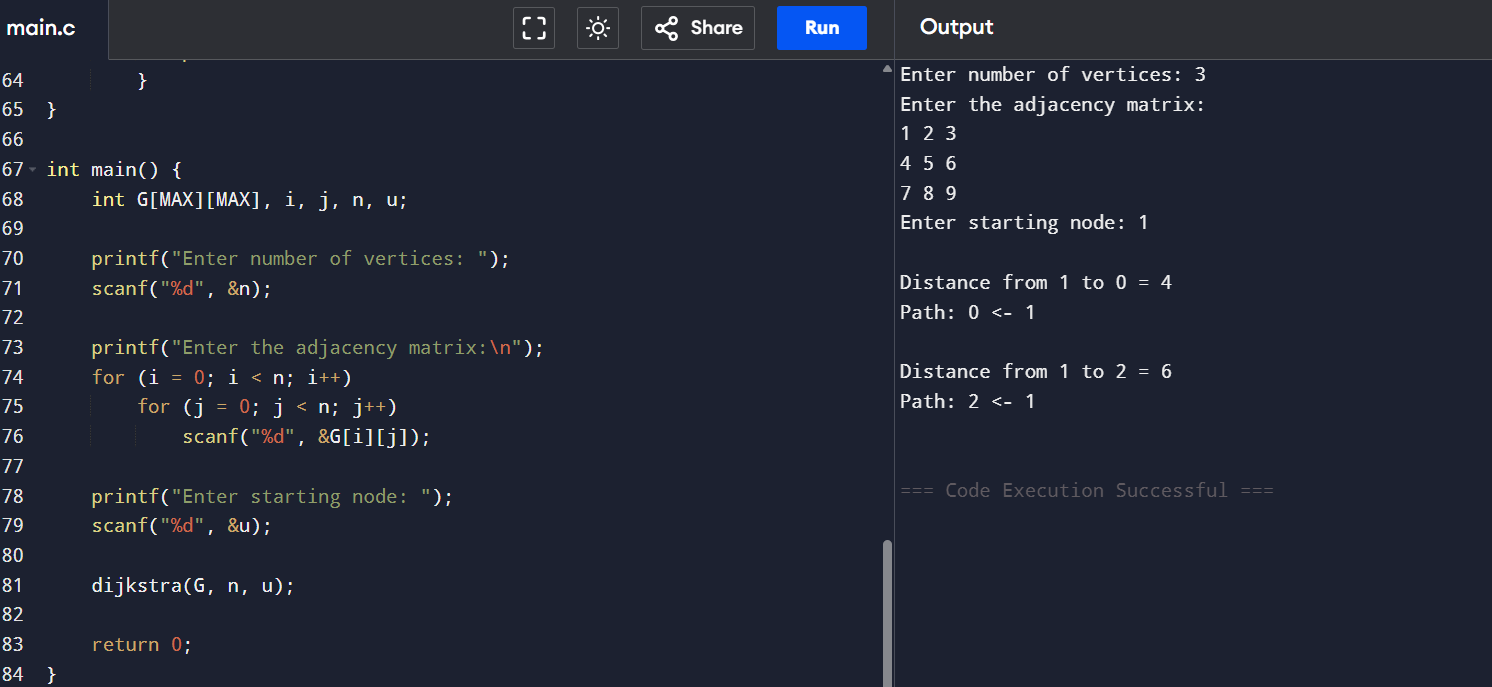 main.c
Share
Run
Output
64 }
65 }
66
67 int main() {
68 int G[MAX][MAX], i, j, n, u;
69
70 printf("Enter number of vertices: ");
71 scanf("%d", &n);
72
73 printf("Enter the adjacency matrix:\n");
74 for (i = 0; i < n; i++)
75 for (j = 0; j < n; j++)
76 scanf("%d", &G[i][j]);
77
78 printf("Enter starting node: ");
79 scanf("%d", &u);
80
81 dijkstra(G, n, u);
82
83 return 0;
84 }
Enter number of vertices: 3
Enter the adjacency matrix:
1 2 3
4 5 6
7 8 9
Enter starting node: 1
Distance from 1 to 0 = 4
Path: 0 <- 1
Distance from 1 to 2 = 6
Path: 2 <- 1
=== Code Execution Successful ===